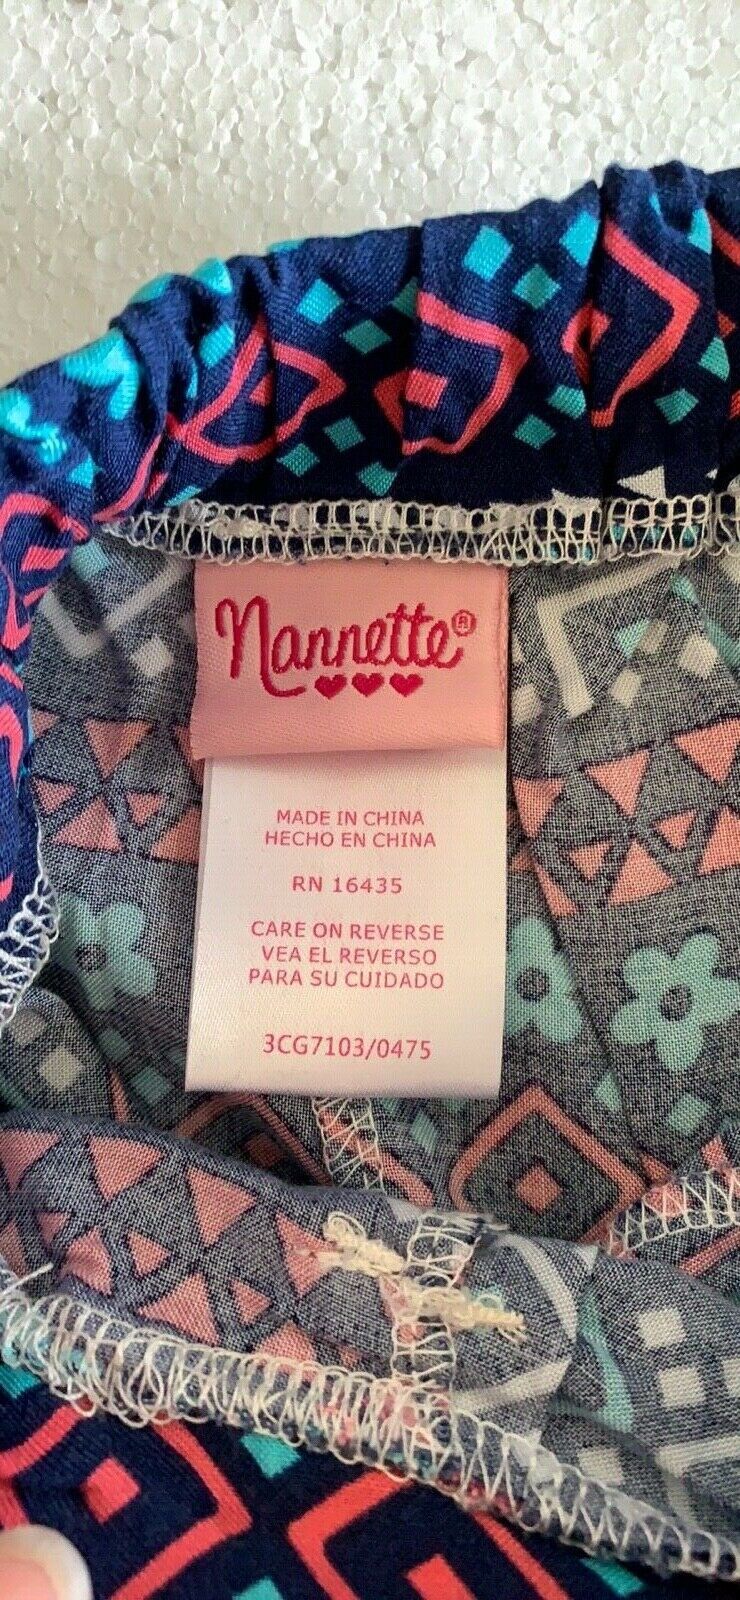 Nannette®
MADE IN CHINA
HECHO EN CHINA
RN 16435
CARE ON REVERSE
VEA EL REVERSO
PARA SU CUIDADO
3CG7103/0475